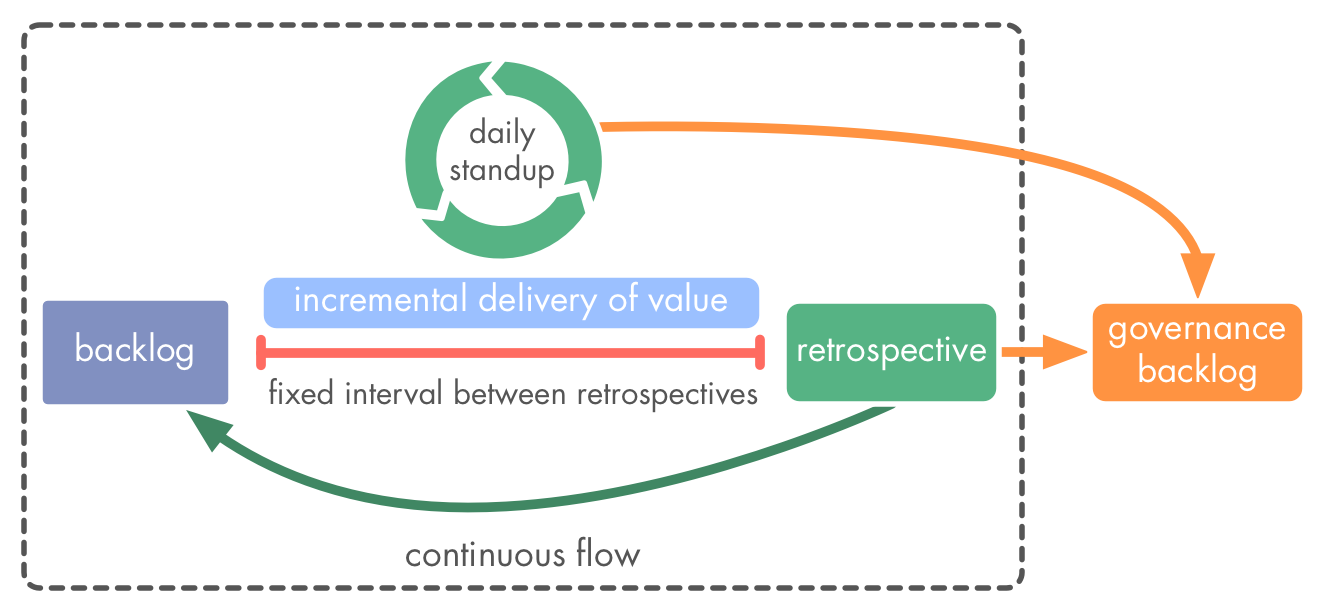 daily
standup
incremental delivery of value
backlog
retrospective
governance
backlog
fixed interval between retrospectives
continuous flow